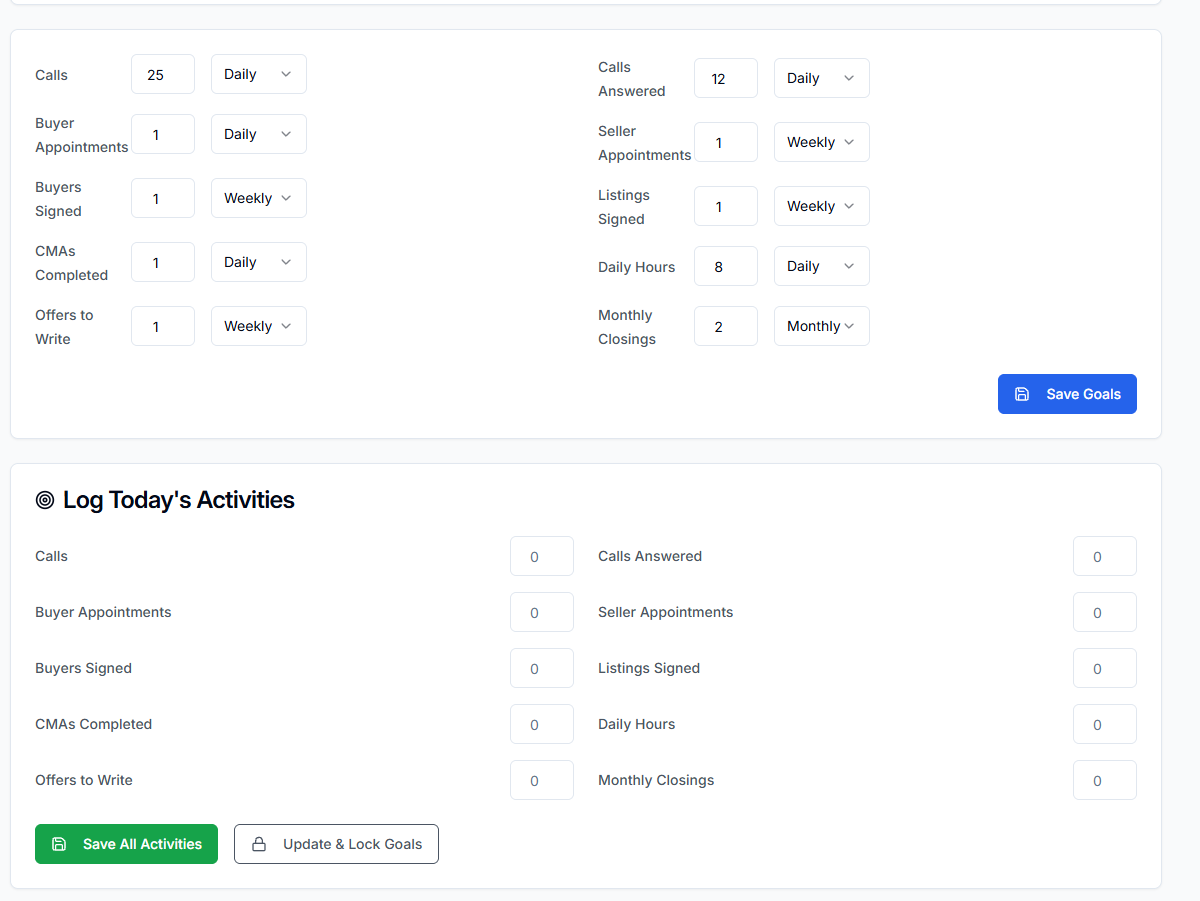 Calls 25 Daily
Calls Answered 12 Daily
Buyer Appointments 1 Daily
Seller Appointments 1 Weekly
Buyers Signed 1 Weekly
Listings Signed 1 Weekly
CMAs Completed 1 Daily
Daily Hours 8 Daily
Offers to Write 1 Weekly
Monthly Closings 2 Monthly
Save Goals
Log Today's Activities
Calls 0 Calls Answered 0
Buyer Appointments 0 Seller Appointments 0
Buyers Signed 0 Listings Signed 0
CMAs Completed 0 Daily Hours 0
Offers to Write 0 Monthly Closings 0
Save All Activities Update & Lock Goals